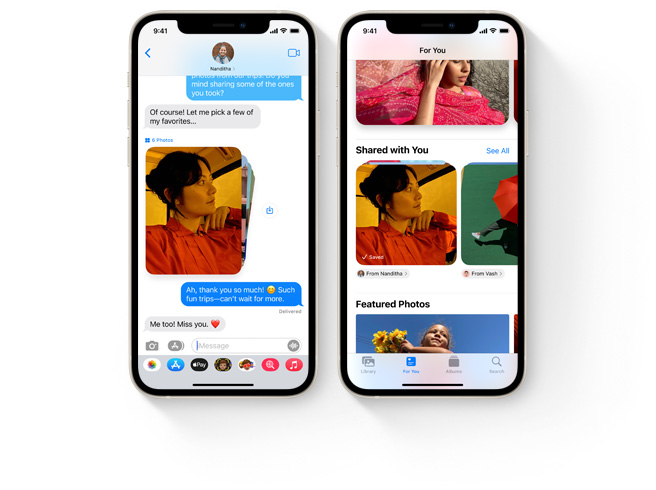 9:41
Nanditha
photos from our trips. Do you
mind sharing some of the ones
you took?
Of course! Let me pick a few of
my favorites...
6 Photos
Ah, thank you so much! 😄 Such
fun trips—can't wait for more.
Delivered
Me too! Miss you. ❤️
Message
Pay
9:41
For You
Shared with You
See All
Saved
From Nanditha
From Vash
Featured Photos
Library
For You
Albums
Search